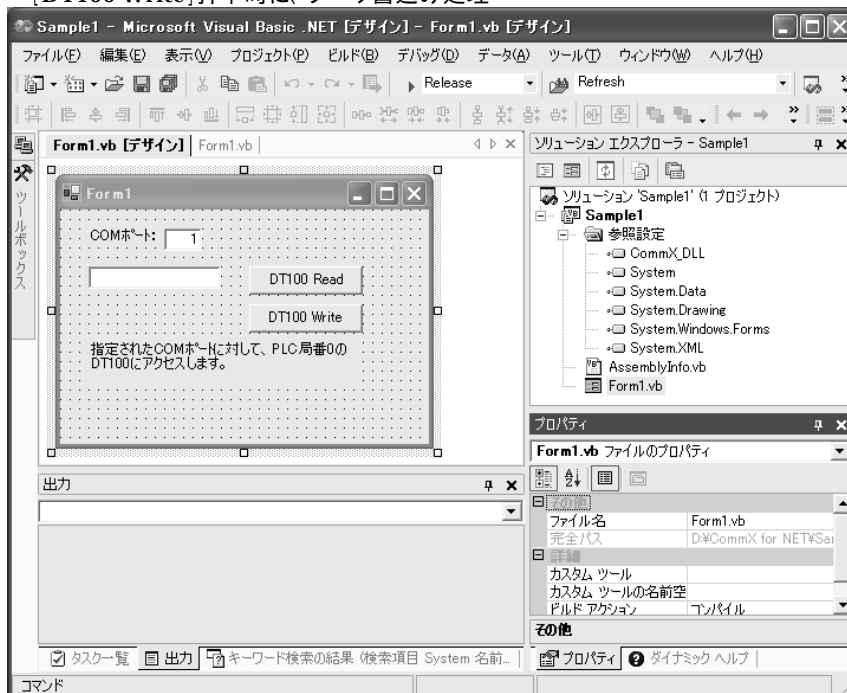 [DT100 Write]押下時に、データ書込み処理
Sample1 - Microsoft Visual Basic .NET [デザイン] - Form1.vb [デザイン]
ファイル(F) 編集(E) 表示(V) プロジェクト(P) ビルド(B) デバッグ(D) データ(A) ツール(T) ウィンドウ(W) ヘルプ(H)
Release Refresh
Form1.vb [デザイン] Form1.vb
ツールボックス
Form1
COMポート: 1
DT100 Read
DT100 Write
指定されたCOMポートに対して、PLC局番0の
DT100にアクセスします。
ソリューション エクスプローラ - Sample1
ソリューション 'Sample1' (1 プロジェクト)
Sample1
参照設定
CommX_DLL
System
System.Data
System.Drawing
System.Windows.Forms
System.XML
AssemblyInfo.vb
Form1.vb
プロパティ
Form1.vb ファイルのプロパティ
その他
ファイル名 Form1.vb
完全パス D:¥CommX for NET¥Sa
詳細
カスタム ツール
カスタム ツールの名前空
ビルド アクション コンパイル
その他
出力
タスク一覧 出力 キーワード検索の結果 (検索項目 System 名前...
プロパティ ダイナミック ヘルプ
コマンド